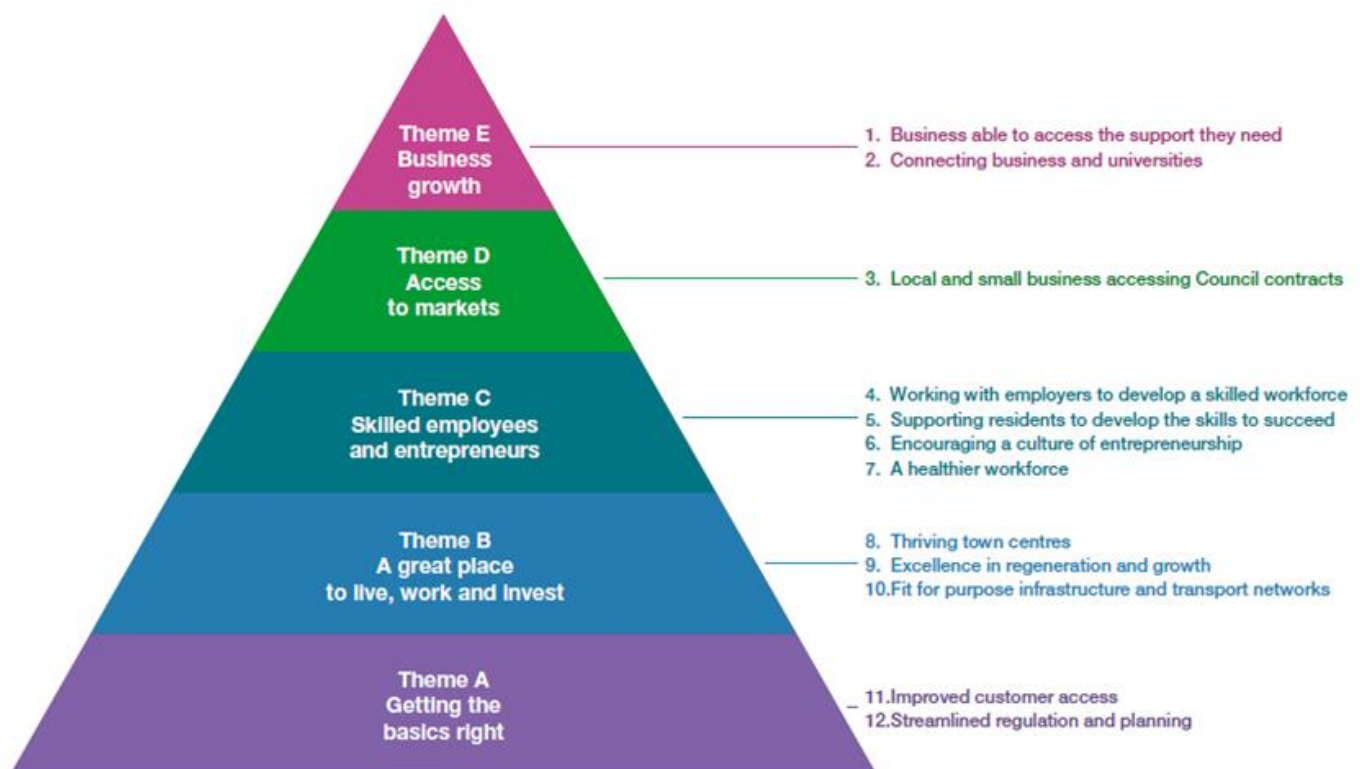 Theme E
Business
growth
1. Business able to access the support they need
2. Connecting business and universities
Theme D
Access
to markets
3. Local and small business accessing Council contracts
Theme C
Skilled employees
and entrepreneurs
4. Working with employers to develop a skilled workforce
5. Supporting residents to develop the skills to succeed
6. Encouraging a culture of entrepreneurship
7. A healthier workforce
Theme B
A great place
to live, work and invest
8. Thriving town centres
9. Excellence in regeneration and growth
10.Fit for purpose infrastructure and transport networks
Theme A
Getting the
basics right
11.Improved customer access
12.Streamlined regulation and planning